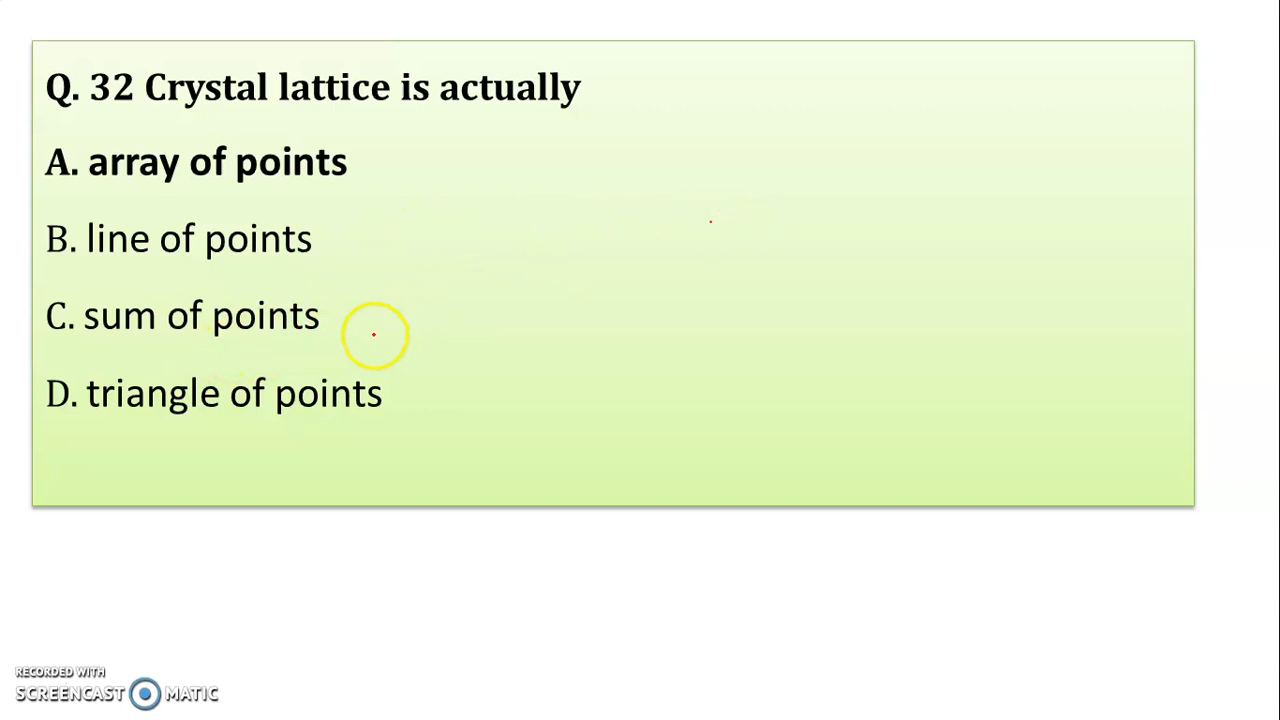 Q. 32 Crystal lattice is actually
A. array of points
B. line of points
C. sum of points
D. triangle of points
RECORDED WITH
SCREENCAST MATIC